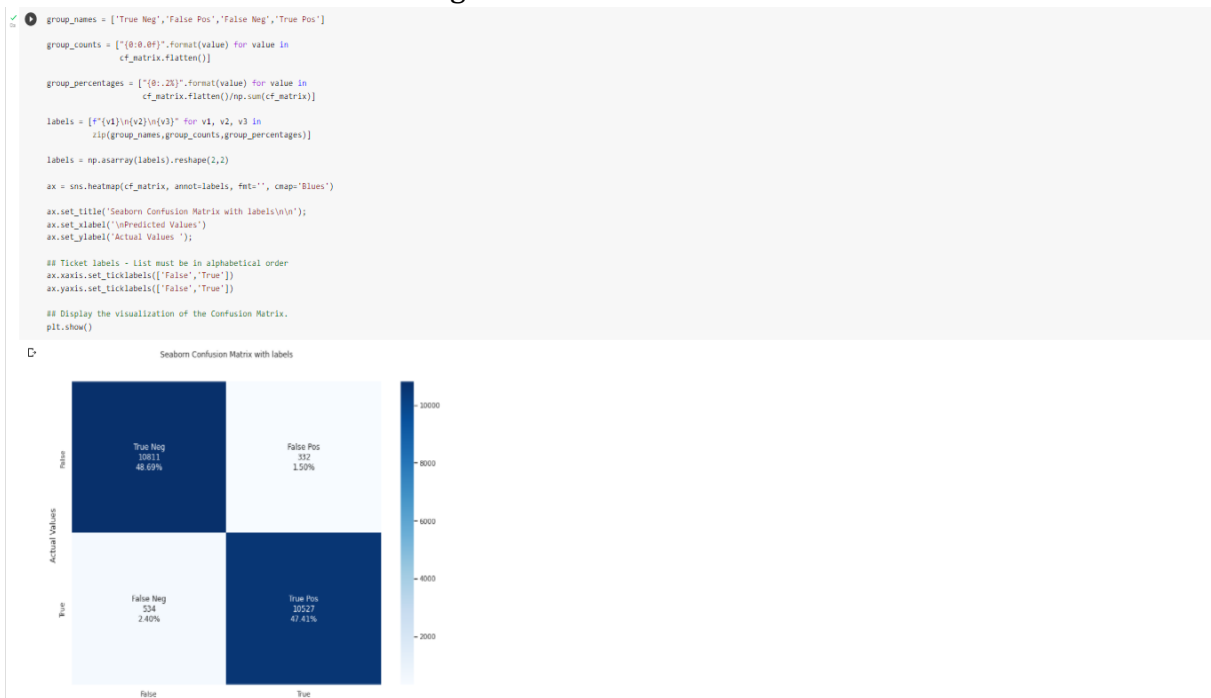 group_names = ['True Neg','False Pos','False Neg','True Pos']
group_counts = ["{0:0.0f}".format(value) for value in
cf_matrix.flatten()]
group_percentages = ["{0:.2%}".format(value) for value in
cf_matrix.flatten()/np.sum(cf_matrix)]
labels = [f"{v1}\n{v2}\n{v3}" for v1, v2, v3 in
zip(group_names,group_counts,group_percentages)]
labels = np.asarray(labels).reshape(2,2)
ax = sns.heatmap(cf_matrix, annot=labels, fmt='', cmap='Blues')
ax.set_title('Seaborn Confusion Matrix with labels\n\n');
ax.set_xlabel('\nPredicted Values')
ax.set_ylabel('Actual Values ');
## Ticket labels - List must be in alphabetical order
ax.xaxis.set_ticklabels(['False','True'])
ax.yaxis.set_ticklabels(['False','True'])
## Display the visualization of the Confusion Matrix.
plt.show()
Seaborn Confusion Matrix with labels
True Neg
10811
48.69%
False Pos
332
1.50%
False Neg
534
2.40%
True Pos
10527
47.41%
Actual Values
False
True
False
True
10000
8000
6000
4000
2000